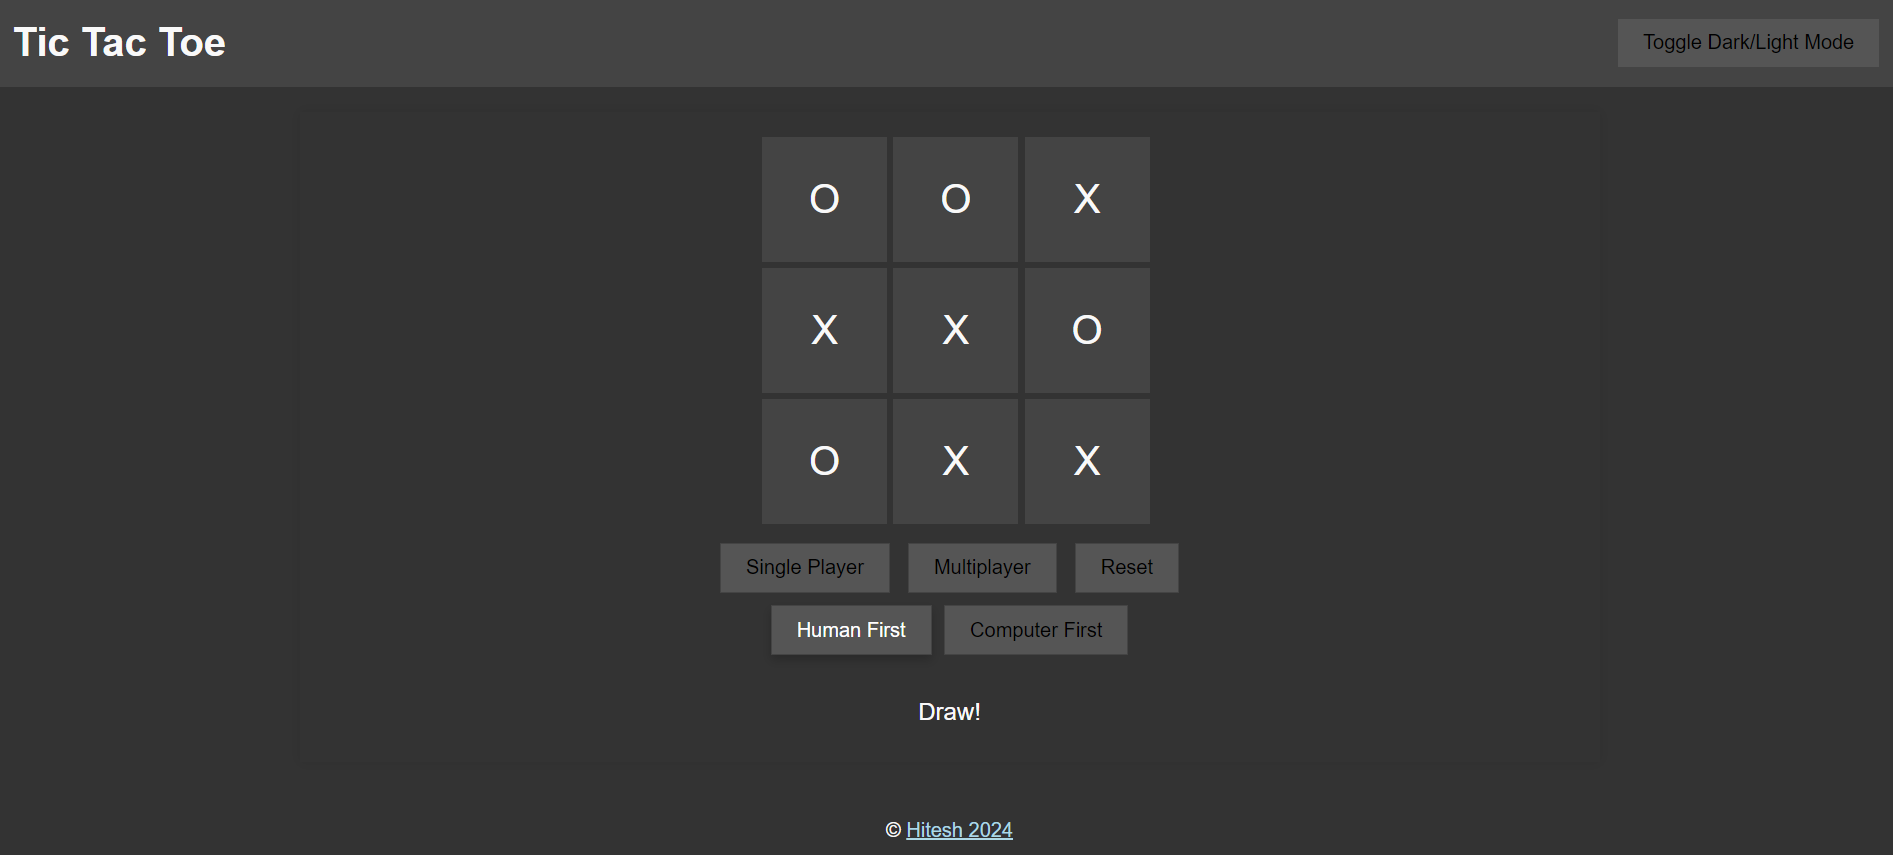 Tic Tac Toe
Toggle Dark/Light Mode
O O X
X X O
O X X
Single Player Multiplayer Reset
Human First Computer First
Draw!
© Hitesh 2024